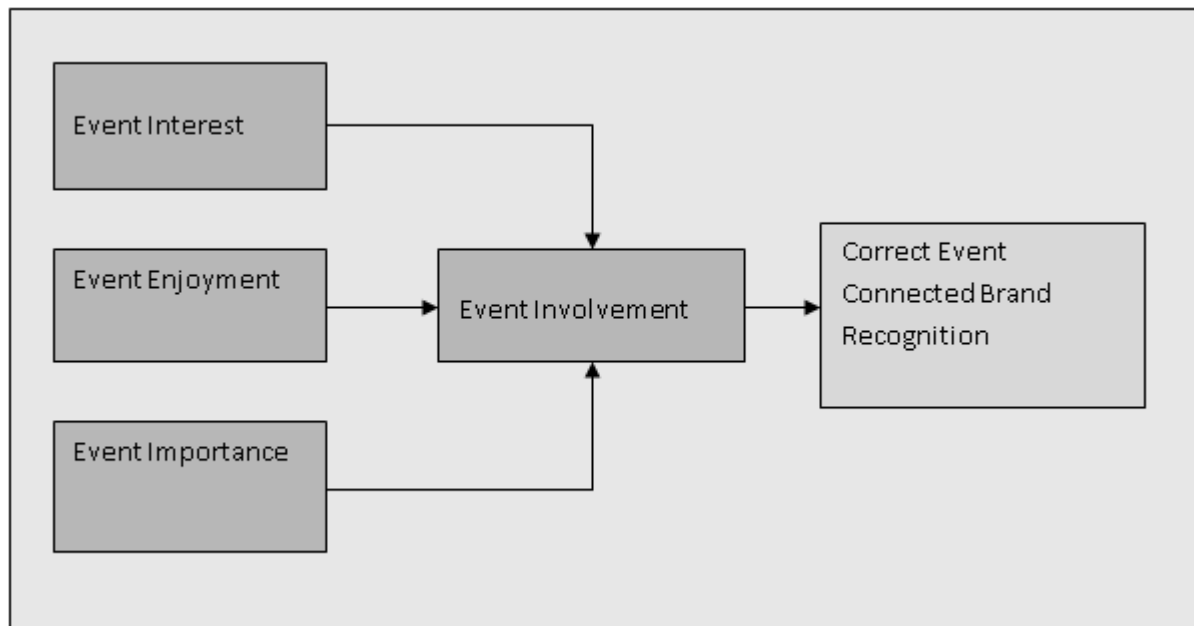 Event Interest
Event Enjoyment
Event Involvement
Event Importance
Correct Event
Connected Brand
Recognition